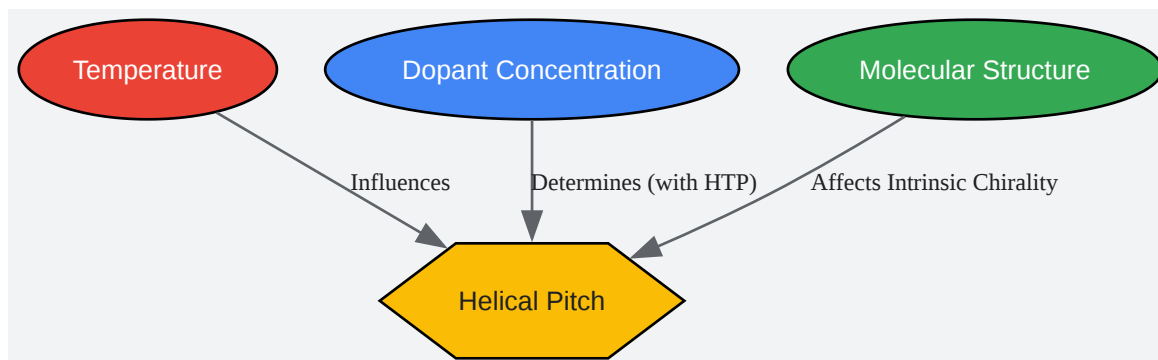 Temperature
Dopant Concentration
Molecular Structure
Influences
Determines (with HTP)
Affects Intrinsic Chirality
Helical Pitch